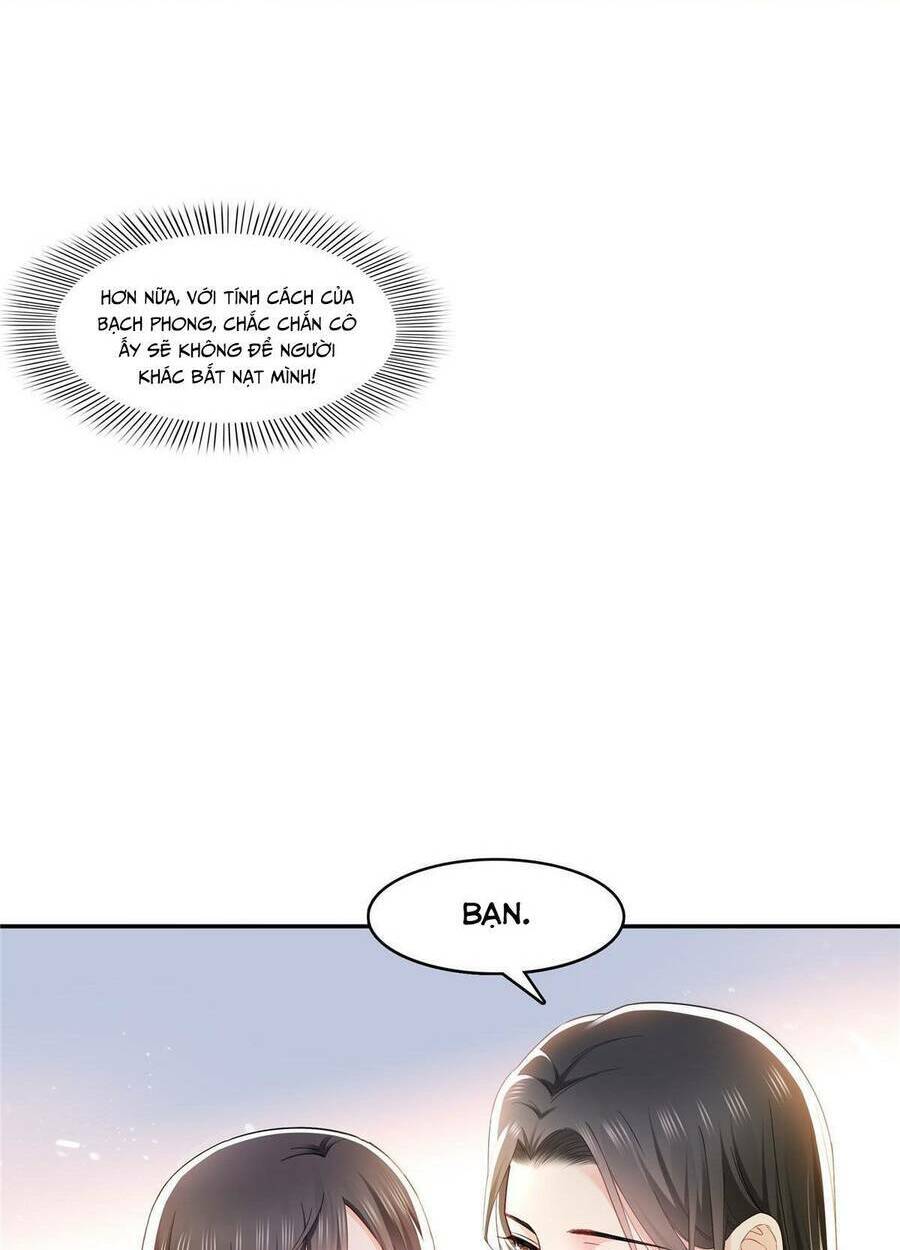 HƠN NỮA, VỚI TÍNH CÁCH CỦA
BẠCH PHONG, CHẮC CHẮN CÔ
ẤY SẼ KHÔNG ĐỂ NGƯỜI
KHÁC BẮT NẠT MÌNH!
BẠN.